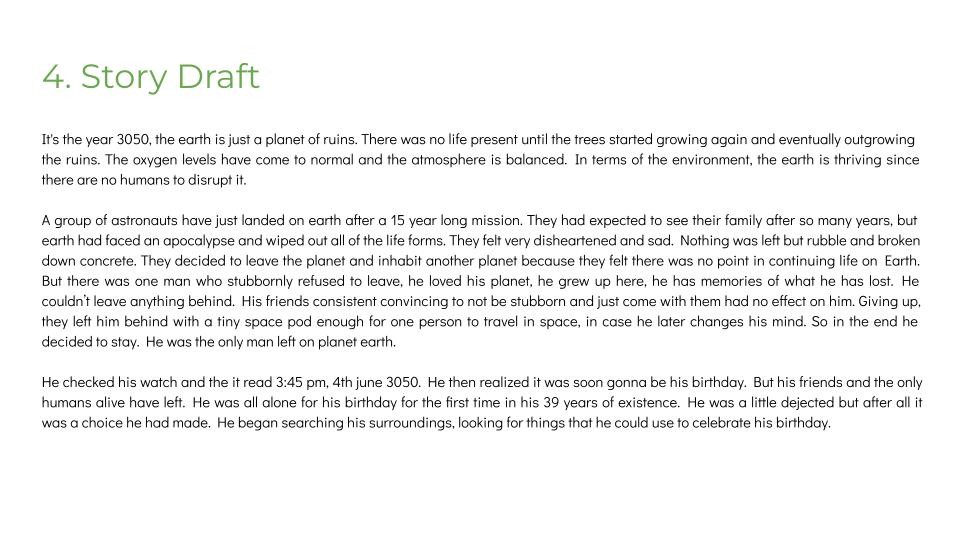 4. Story Draft
It's the year 3050, the earth is just a planet of ruins. There was no life present until the trees started growing again and eventually outgrowing
the ruins. The oxygen levels have come to normal and the atmosphere is balanced. In terms of the environment, the earth is thriving since
there are no humans to disrupt it.
A group of astronauts have just landed on earth after a 15 year long mission. They had expected to see their family after so many years, but
earth had faced an apocalypse and wiped out all of the life forms. They felt very disheartened and sad. Nothing was left but rubble and broken
down concrete. They decided to leave the planet and inhabit another planet because they felt there was no point in continuing life on Earth.
But there was one man who stubbornly refused to leave, he loved his planet, he grew up here, he has memories of what he has lost. He
couldn't leave anything behind. His friends consistent convincing to not be stubborn and just come with them had no effect on him. Giving up,
they left him behind with a tiny space pod enough for one person to travel in space, in case he later changes his mind. So in the end he
decided to stay. He was the only man left on planet earth.
He checked his watch and the it read 3:45 pm, 4th june 3050. He then realized it was soon gonna be his birthday. But his friends and the only
humans alive have left. He was all alone for his birthday for the first time in his 39 years of existence. He was a little dejected but after all it
was a choice he had made. He began searching his surroundings, looking for things that he could use to celebrate his birthday.